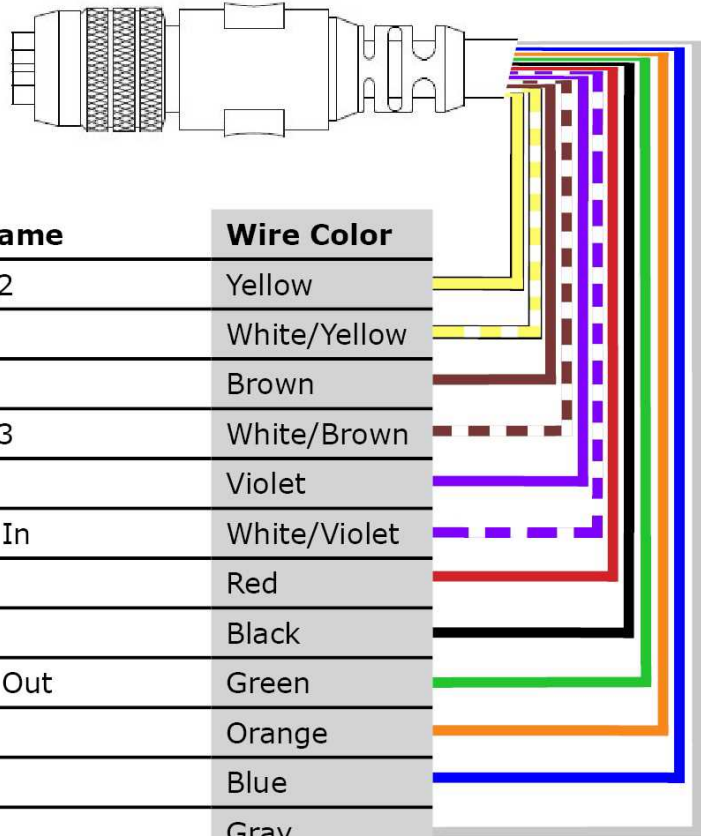 ame Wire Color
2 Yellow
White/Yellow
Brown
3 White/Brown
Violet
In White/Violet
Red
Black
Out Green
Orange
Blue
Gray